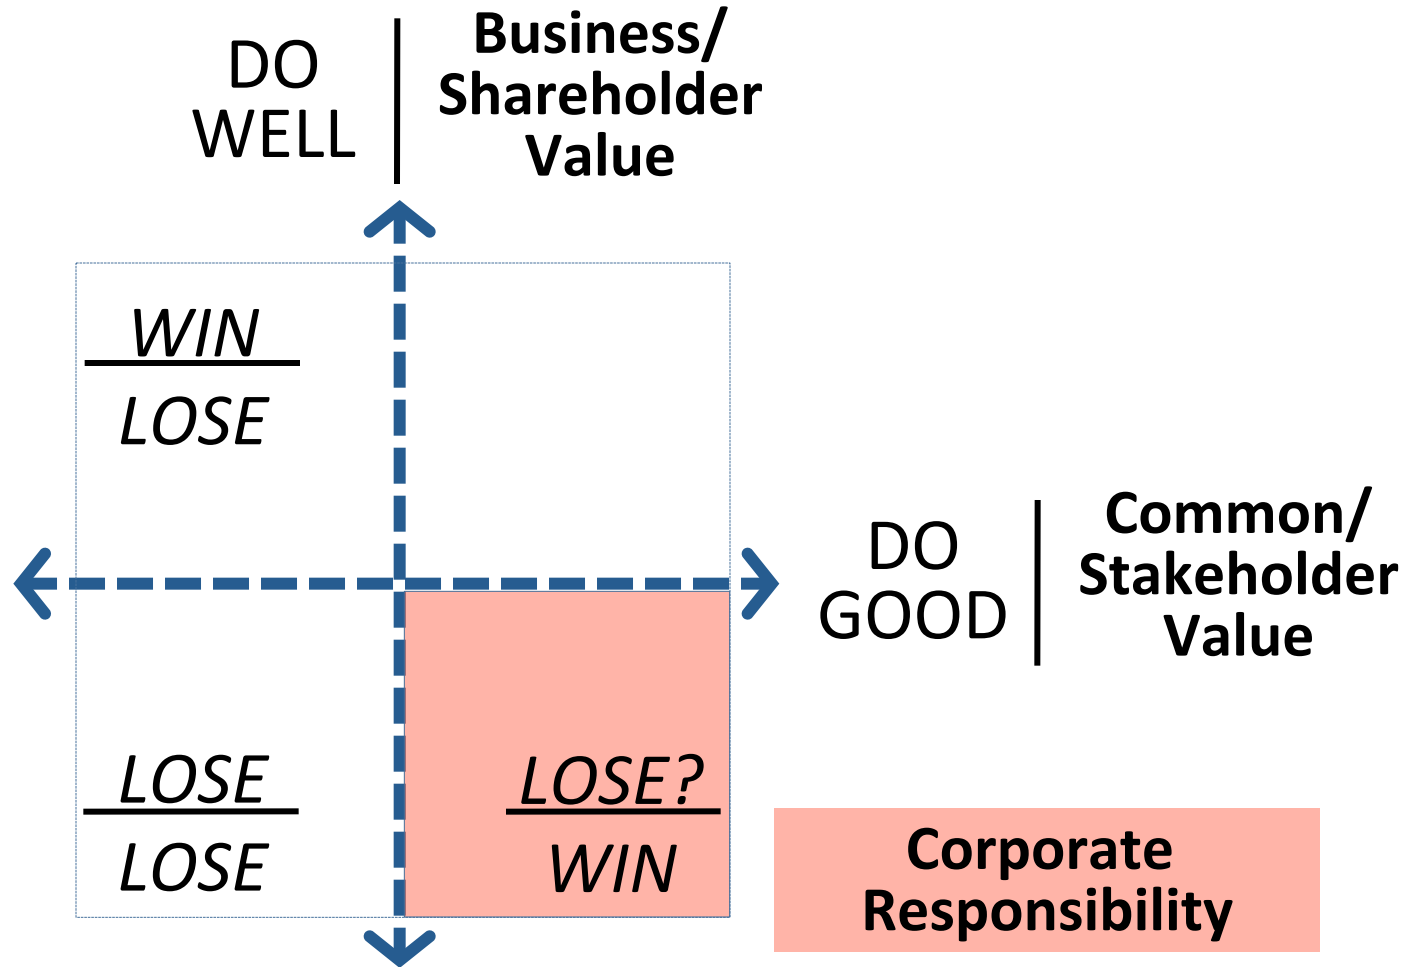 DO
WELL
Business/
Shareholder
Value
WIN
LOSE
DO
GOOD
Common/
Stakeholder
Value
LOSE
LOSE
LOSE?
WIN
Corporate
Responsibility